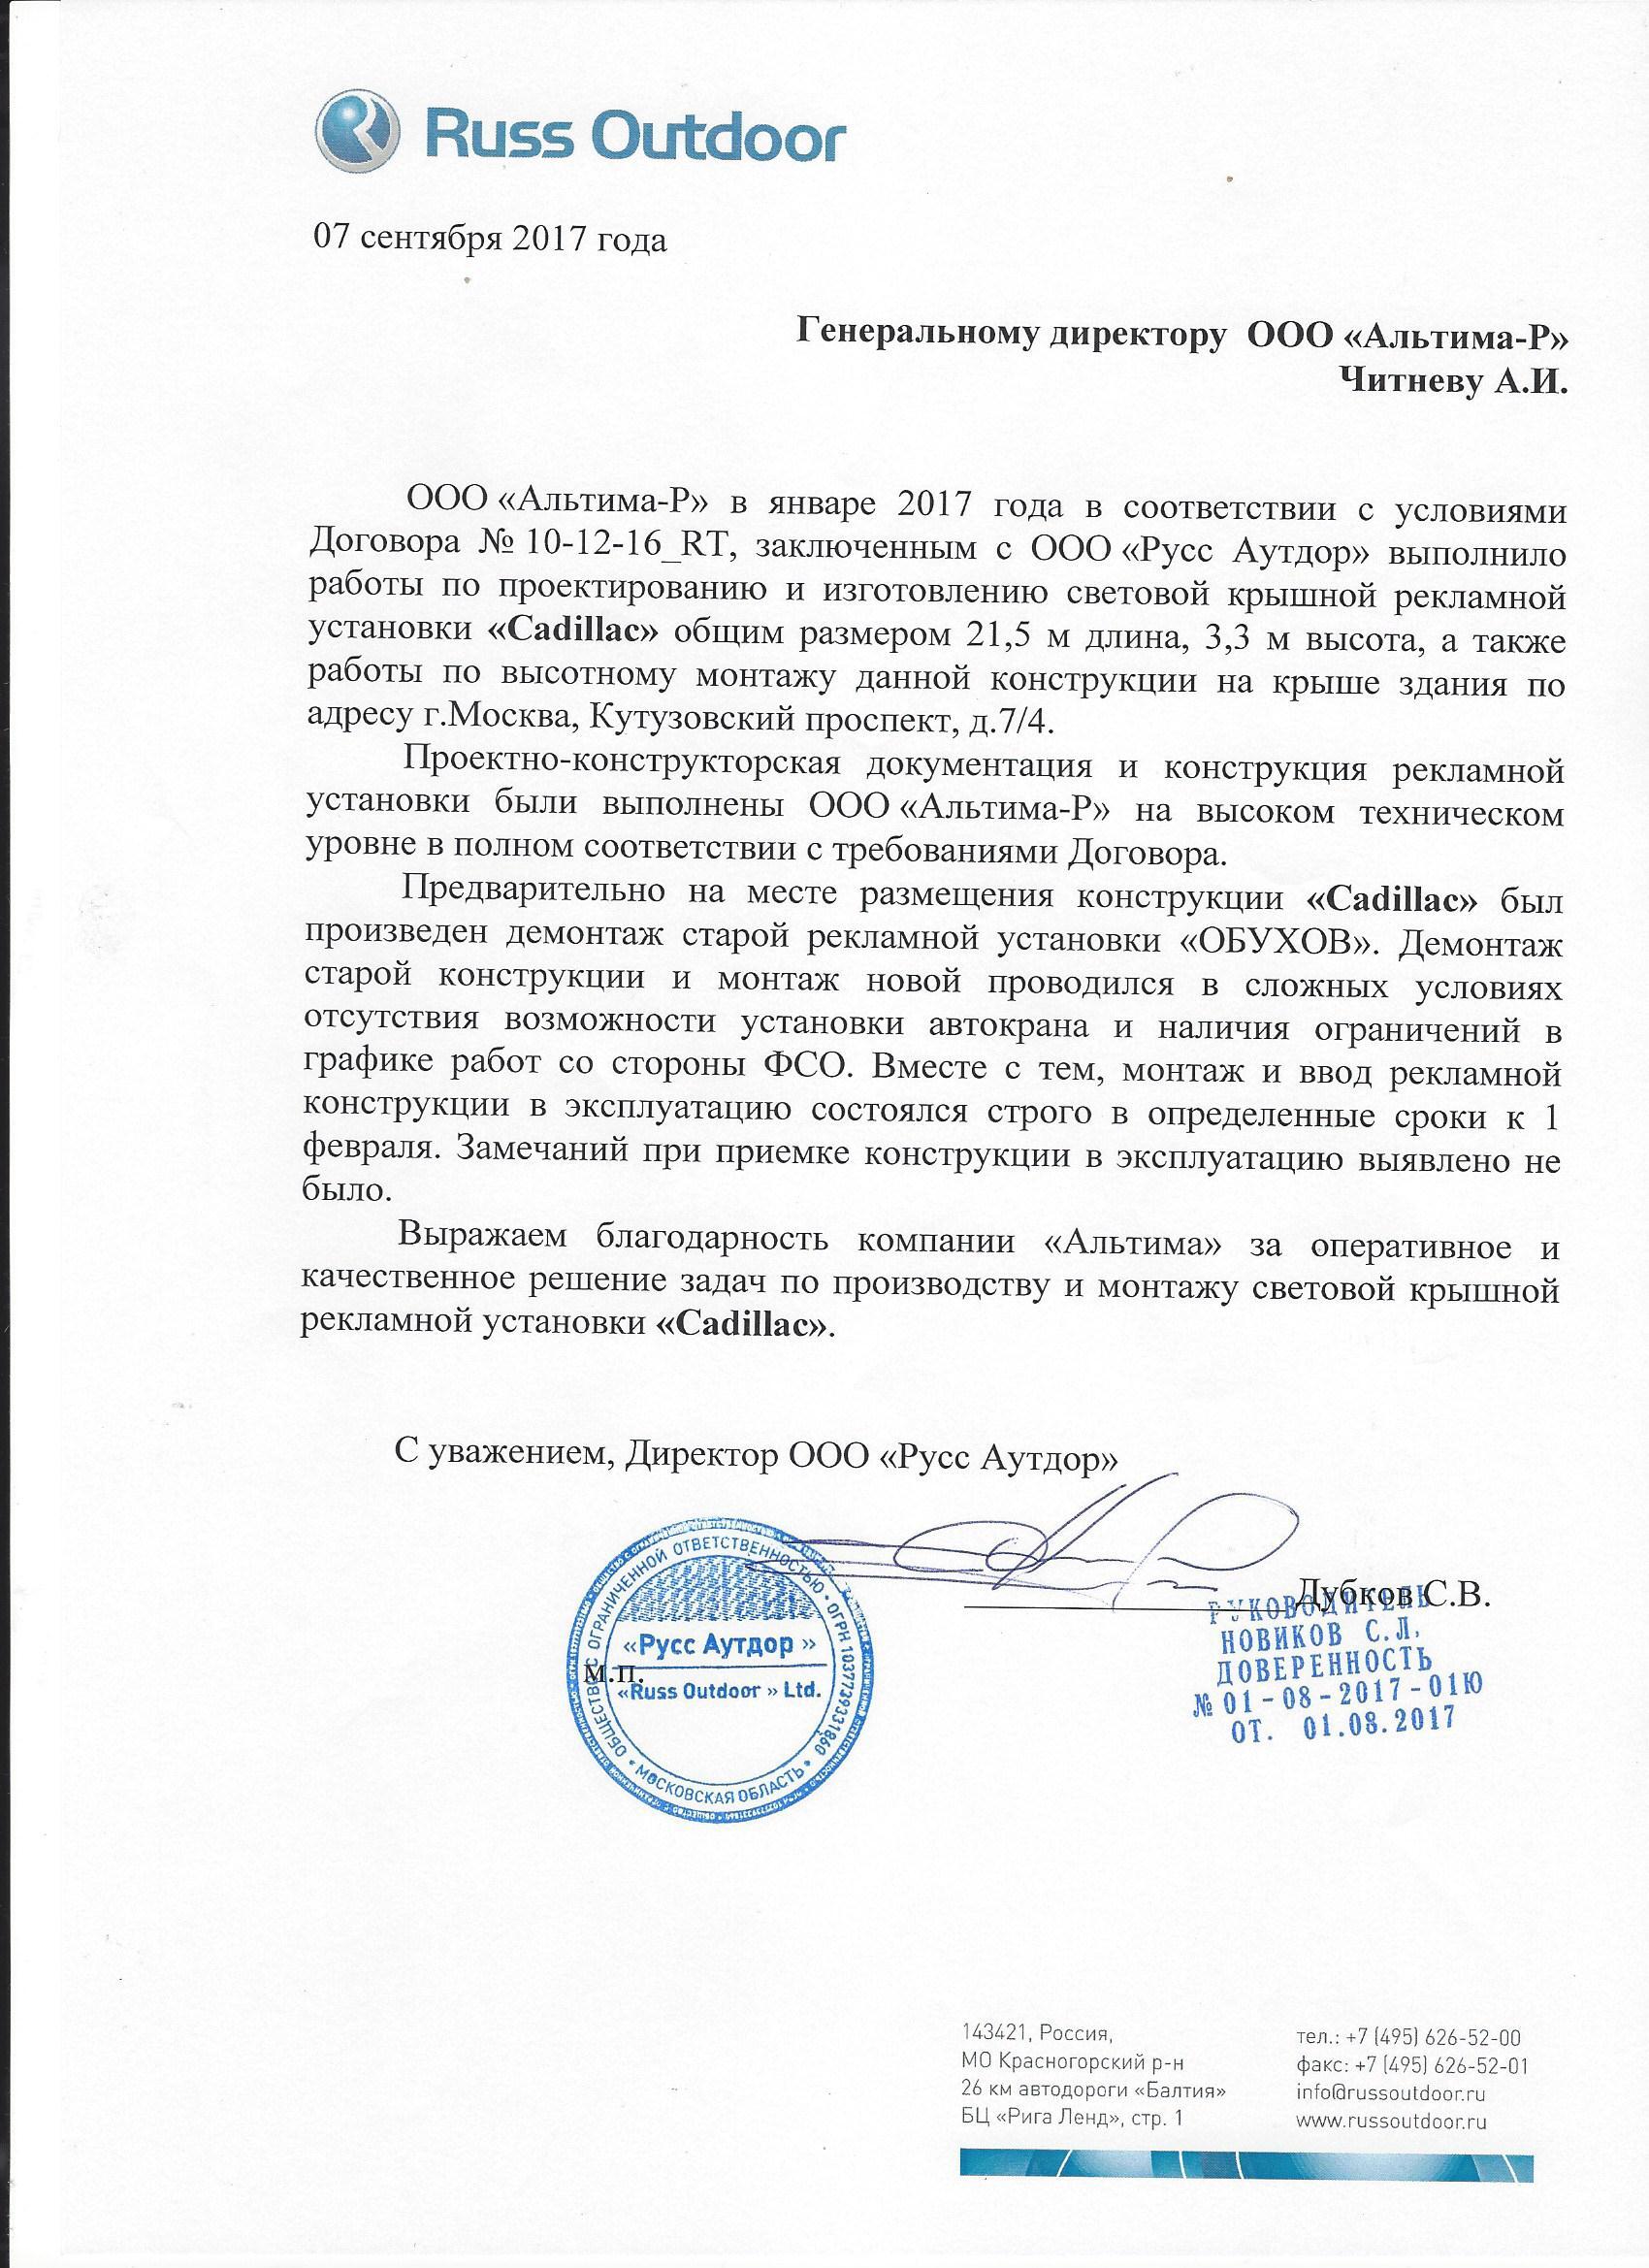 Russ Outdoor
07 сентября 2017 года
Генеральному директору ООО «Альтима-Р»
Читневу А.И.
ООО «Альтима-Р» в январе 2017 года в соответствии с условиями
Договора № 10-12-16_RT, заключенным с ООО «Русс Аутдор» выполнило
работы по проектированию и изготовлению световой крышной рекламной
установки «Cadillac» общим размером 21,5 м длина, 3,3 м высота, а также
работы по высотному монтажу данной конструкции на крыше здания по
адресу г.Москва, Кутузовский проспект, д.7/4.
Проектно-конструкторская документация и конструкция рекламной
установки были выполнены ООО «Альтима-Р» на высоком техническом
уровне в полном соответствии с требованиями Договора.
Предварительно на месте размещения конструкции «Cadillac» был
произведен демонтаж старой рекламной установки «ОБУХОВ». Демонтаж
старой конструкции и монтаж новой проводился в сложных условиях
отсутствия возможности установки автокрана и наличия ограничений в
графике работ со стороны ФСО. Вместе с тем, монтаж и ввод рекламной
конструкции в эксплуатацию состоялся строго в определенные сроки к 1
февраля. Замечаний при приемке конструкции в эксплуатацию выявлено не
было.
Выражаем благодарность компании «Альтима» за оперативное и
качественное решение задач по производству и монтажу световой крышной
рекламной установки «Cadillac».
С уважением, Директор ООО «Русс Аутдор»
Дубков С.В.
РУКОВОДИТЕЛЬ
НОВИКОВ С.Л.
ДОВЕРЕННОСТЬ
№ 01-08-2017-01Ю
ОТ. 01.08.2017
ОБЩЕСТВО С ОГРАНИЧЕННОЙ ОТВЕТСТВЕННОСТЬЮ • ОГРН 1037739331860
• МОСКОВСКАЯ ОБЛАСТЬ •
«Русс Аутдор»
м.п.
«Russ Outdoor» Ltd.
143421, Россия,
МО Красногорский р-н
26 км автодороги «Балтия»
БЦ «Рига Ленд», стр. 1
тел.: +7 (495) 626-52-00
факс: +7 (495) 626-52-01
info@russoutdoor.ru
www.russoutdoor.ru